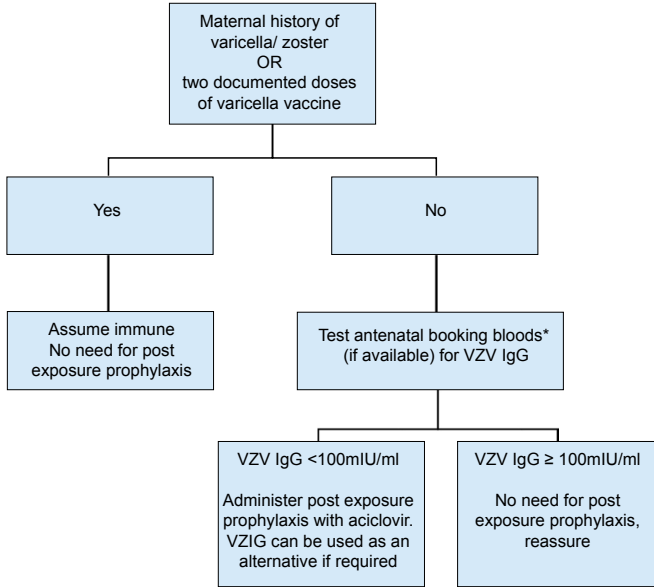 Maternal history of
varicella/ zoster
OR
two documented doses
of varicella vaccine
Yes
No
Assume immune
No need for post
exposure prophylaxis
Test antenatal booking bloods*
(if available) for VZV IgG
VZV IgG <100mIU/ml
Administer post exposure
prophylaxis with aciclovir.
VZIG can be used as an
alternative if required
VZV IgG ≥ 100mIU/ml
No need for post
exposure prophylaxis,
reassure